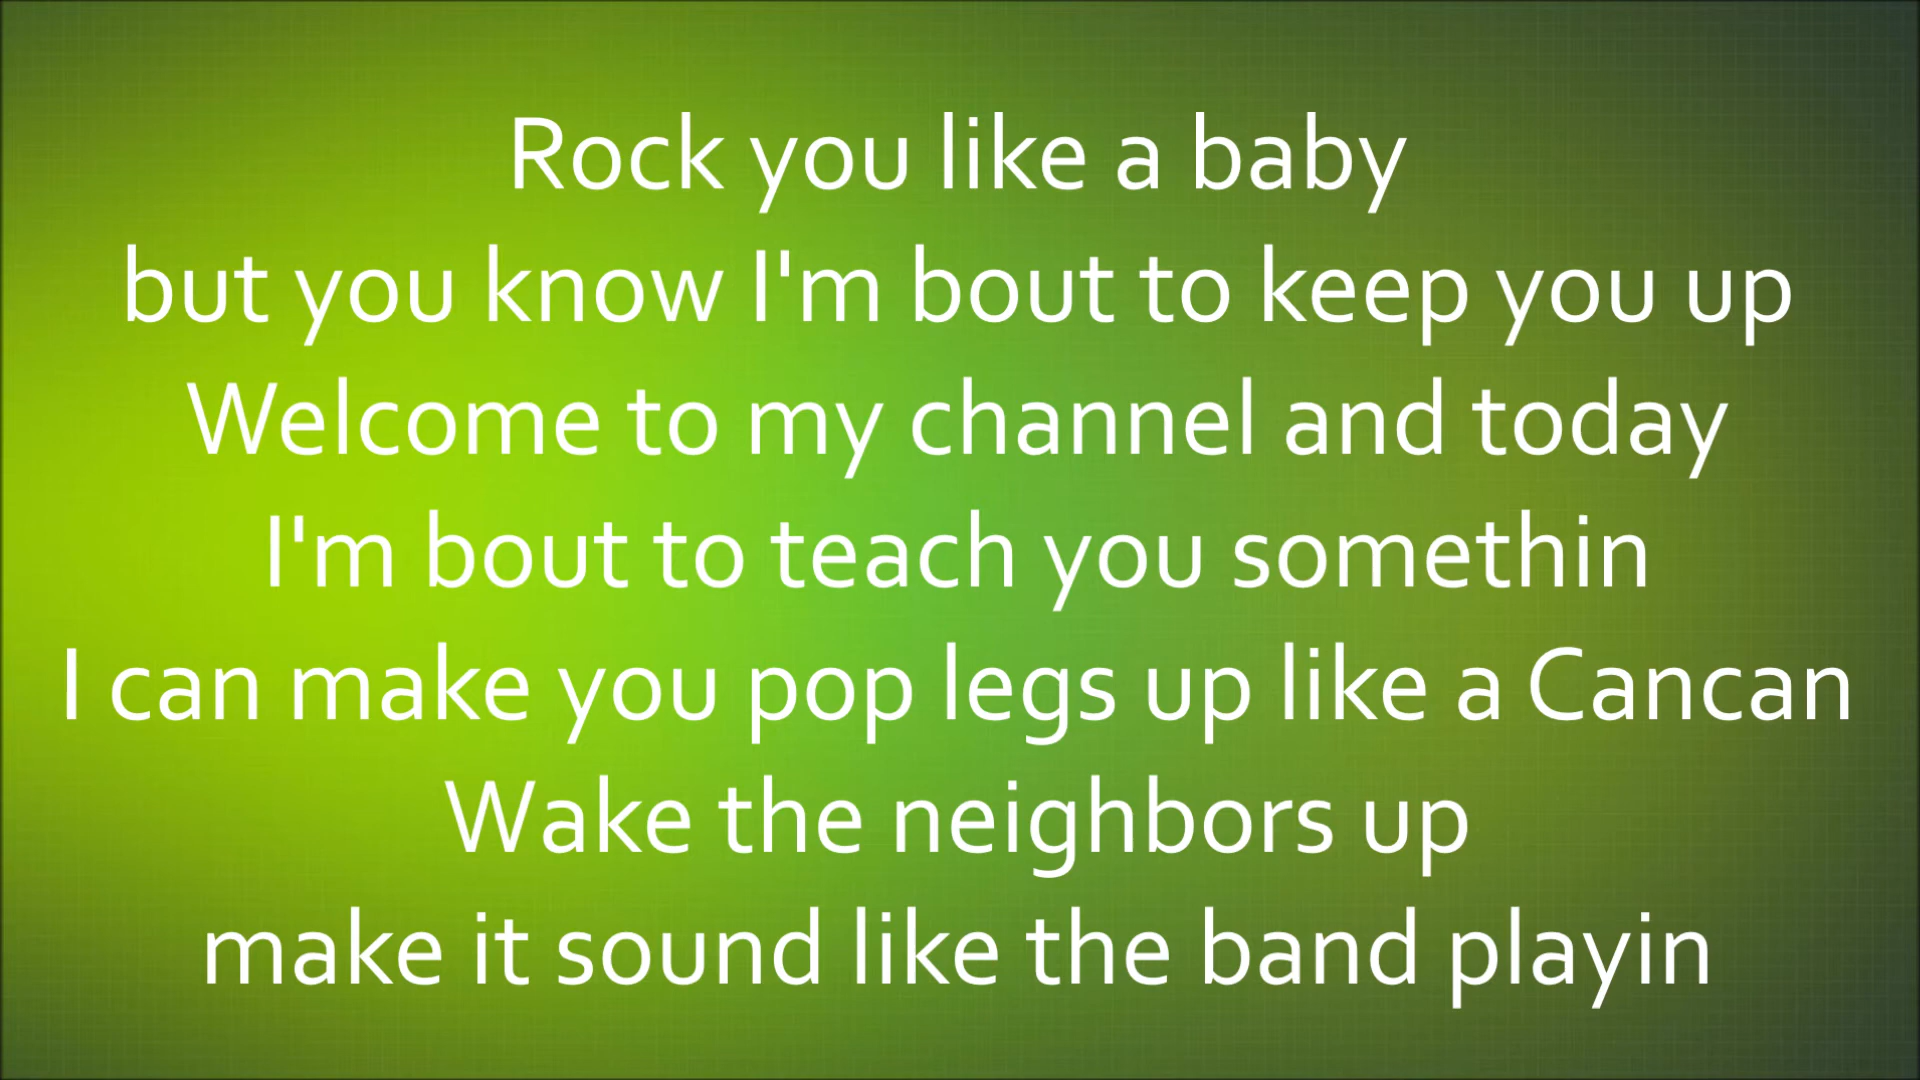 Rock you like a baby
but you know I'm bout to keep you up
Welcome to my channel and today
I'm bout to teach you somethin
I can make you pop legs up like a Cancan
Wake the neighbors up
make it sound like the band playin